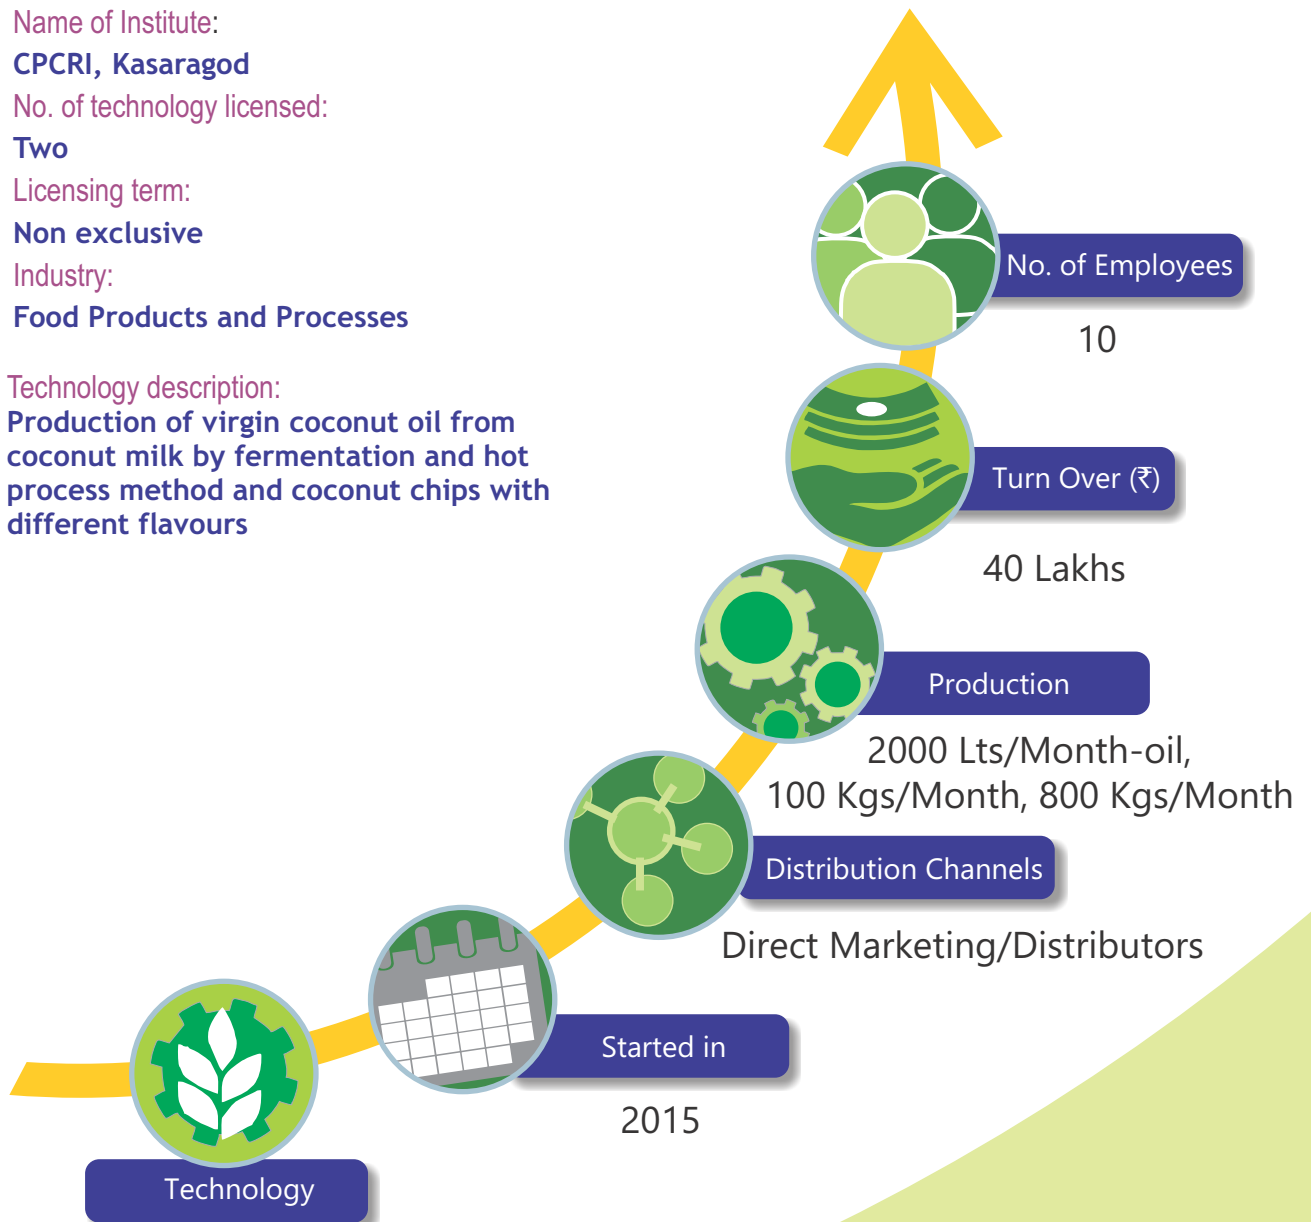 Name of Institute:
CPCRI, Kasaragod
No. of technology licensed:
Two
Licensing term:
Non exclusive
Industry:
Food Products and Processes
Technology description:
Production of virgin coconut oil from
coconut milk by fermentation and hot
process method and coconut chips with
different flavours
No. of Employees
10
Turn Over (₹)
40 Lakhs
Production
2000 Lts/Month-oil,
100 Kgs/Month, 800 Kgs/Month
Distribution Channels
Direct Marketing/Distributors
Started in
2015
Technology